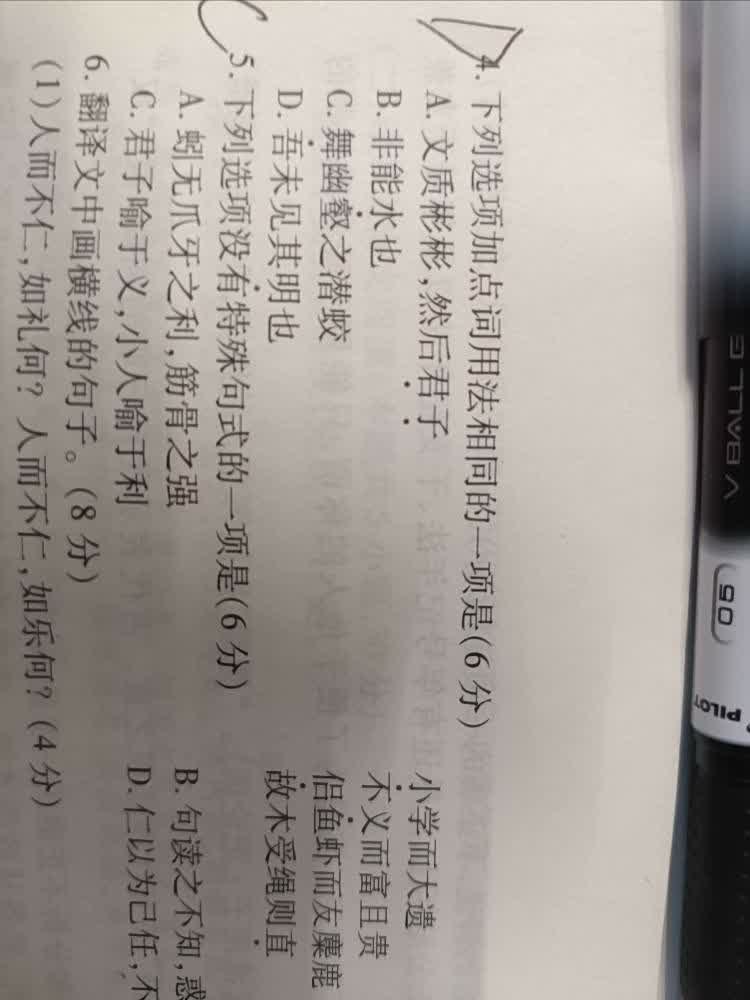 4. 下列选项加点词用法相同的一项是(6分)
A. 文质彬彬,然后君子 小学而大遗
B. 非能水也 不义而富且贵
C. 舞幽壑之潜蛟 侣鱼虾而友麋鹿
D. 吾未见其明也 故木受绳则直
5. 下列选项没有特殊句式的一项是(6分)
A. 蚓无爪牙之利,筋骨之强 B. 句读之不知,惑
C. 君子喻于义,小人喻于利 D. 仁以为己任,不
6. 翻译文中画横线的句子。(8分)
(1)人而不仁,如礼何?人而不仁,如乐何?(4分)
V BALL
90
PILOT